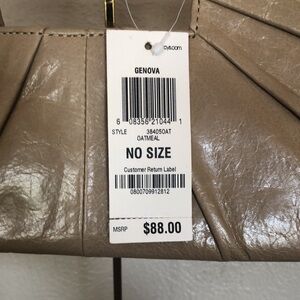 GENOVA
6 08356 21044 1
STYLE 384050AT
OATMEAL
NO SIZE
Customer Return Label
0800709912812
MSRP $88.00